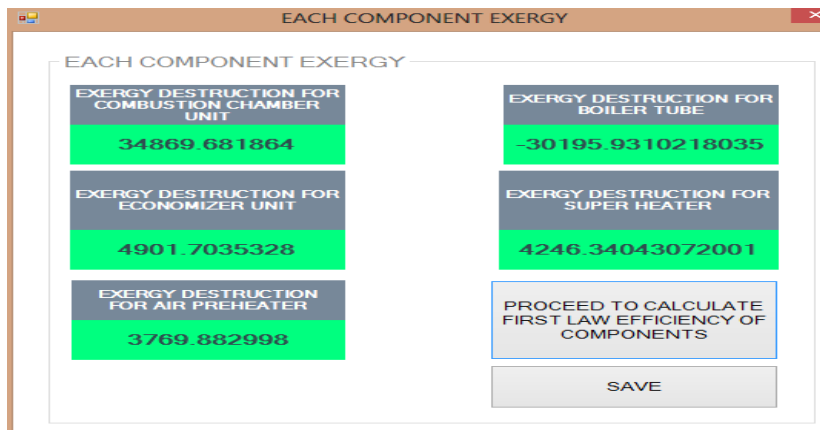 EACH COMPONENT EXERGY
EACH COMPONENT EXERGY
EXERGY DESTRUCTION FOR
COMBUSTION CHAMBER
UNIT
34869.681864
EXERGY DESTRUCTION FOR
BOILER TUBE
-30195.9310218035
EXERGY DESTRUCTION FOR
ECONOMIZER UNIT
4901.7035328
EXERGY DESTRUCTION FOR
SUPER HEATER
4246.34043072001
EXERGY DESTRUCTION
FOR AIR PREHEATER
3769.882998
PROCEED TO CALCULATE
FIRST LAW EFFICIENCY OF
COMPONENTS
SAVE